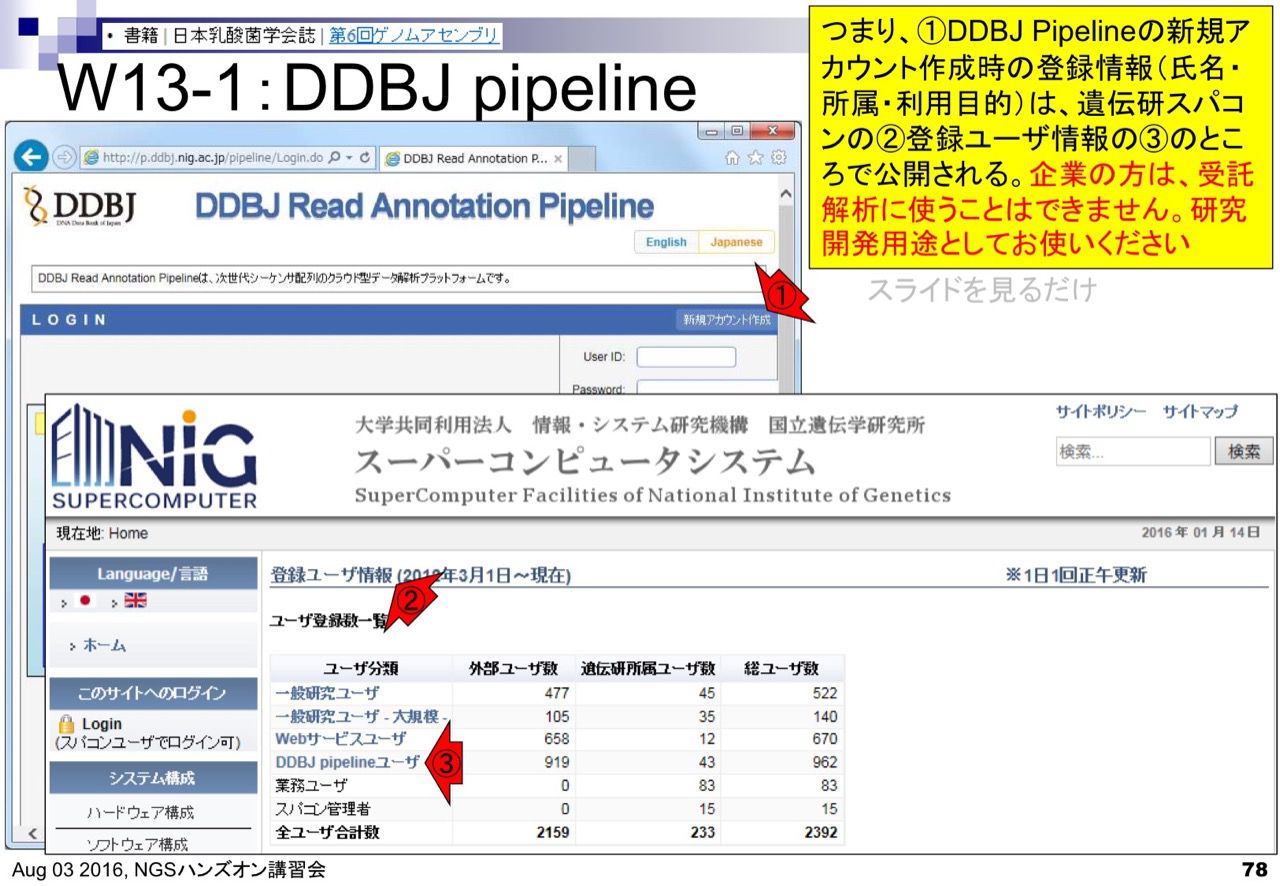 • 書籍 | 日本乳酸菌学会誌 | 第6回ゲノムアセンブリ
W13-1：DDBJ pipeline
つまり、①DDBJ Pipelineの新規ア
カウント作成時の登録情報（氏名・
所属・利用目的）は、遺伝研スパコ
ンの②登録ユーザ情報の③のとこ
ろで公開される。企業の方は、受託
解析に使うことはできません。研究
開発用途としてお使いください
スライドを見るだけ
http://p.ddbj.nig.ac.jp/pipeline/Login.do
DDBJ Read Annotation P...
DDBJ
DNA Data Bank of Japan
DDBJ Read Annotation Pipeline
English Japanese
DDBJ Read Annotation Pipelineは、次世代シーケンサ配列のクラウド型データ解析プラットフォームです。
①
LOGIN
新規アカウント作成
User ID:
Password:
NIG
SUPERCOMPUTER
大学共同利用法人 情報・システム研究機構 国立遺伝学研究所
スーパーコンピュータシステム
SuperComputer Facilities of National Institute of Genetics
サイトポリシー サイトマップ
検索... 検索
現在地: Home
2016 年 01 月 14 日
Language/言語
ホーム
このサイトへのログイン
Login
(スパコンユーザでログイン可)
システム構成
ハードウェア構成
ソフトウェア構成
登録ユーザ情報 (2012年3月1日～現在)
※1日1回正午更新
②
ユーザ登録数一覧
ユーザ分類 外部ユーザ数 遺伝研所属ユーザ数 総ユーザ数
一般研究ユーザ 477 45 522
一般研究ユーザ - 大規模 - 105 35 140
Webサービスユーザ 658 12 670
DDBJ pipelineユーザ ③ 919 43 962
業務ユーザ 0 83 83
スパコン管理者 0 15 15
全ユーザ合計数 2159 233 2392
Aug 03 2016, NGSハンズオン講習会
78